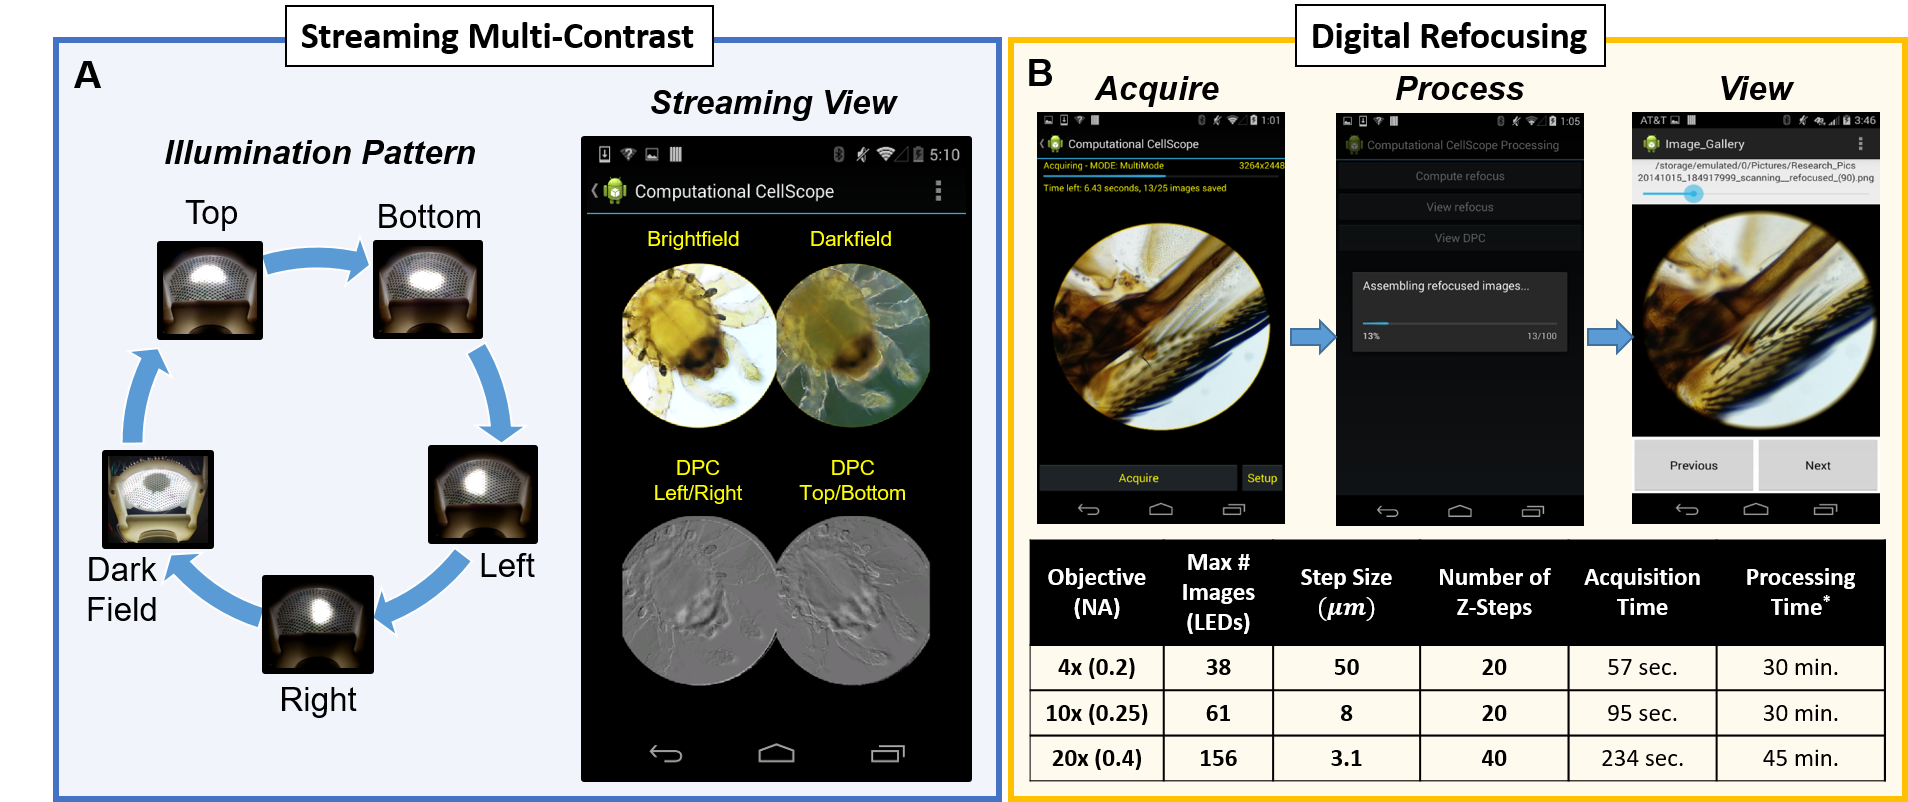 Streaming Multi-Contrast
A
Illumination Pattern
Top
Bottom
Left
Right
Dark
Field
Streaming View
5:10
Computational CellScope
Brightfield
Darkfield
DPC
Left/Right
DPC
Top/Bottom
Digital Refocusing
B
Acquire
1:01
Computational CellScope
Acquiring - MODE: MultiMode 3264x2448
Time left: 6.43 seconds, 13/25 images saved
Acquire
Setup
Process
1:05
Computational CellScope Processing
Compute refocus
View refocus
View DPC
Assembling refocused images...
13% 13/100
View
AT&T 3:46
Image_Gallery
/storage/emulated/0/Pictures/Research_Pics
20141015_184917999_scanning__refocused_(90).png
Previous
Next
Objective (NA) Max # Images (LEDs) Step Size (μm) Number of Z-Steps Acquisition Time Processing Time*
4x (0.2) 38 50 20 57 sec. 30 min.
10x (0.25) 61 8 20 95 sec. 30 min.
20x (0.4) 156 3.1 40 234 sec. 45 min.